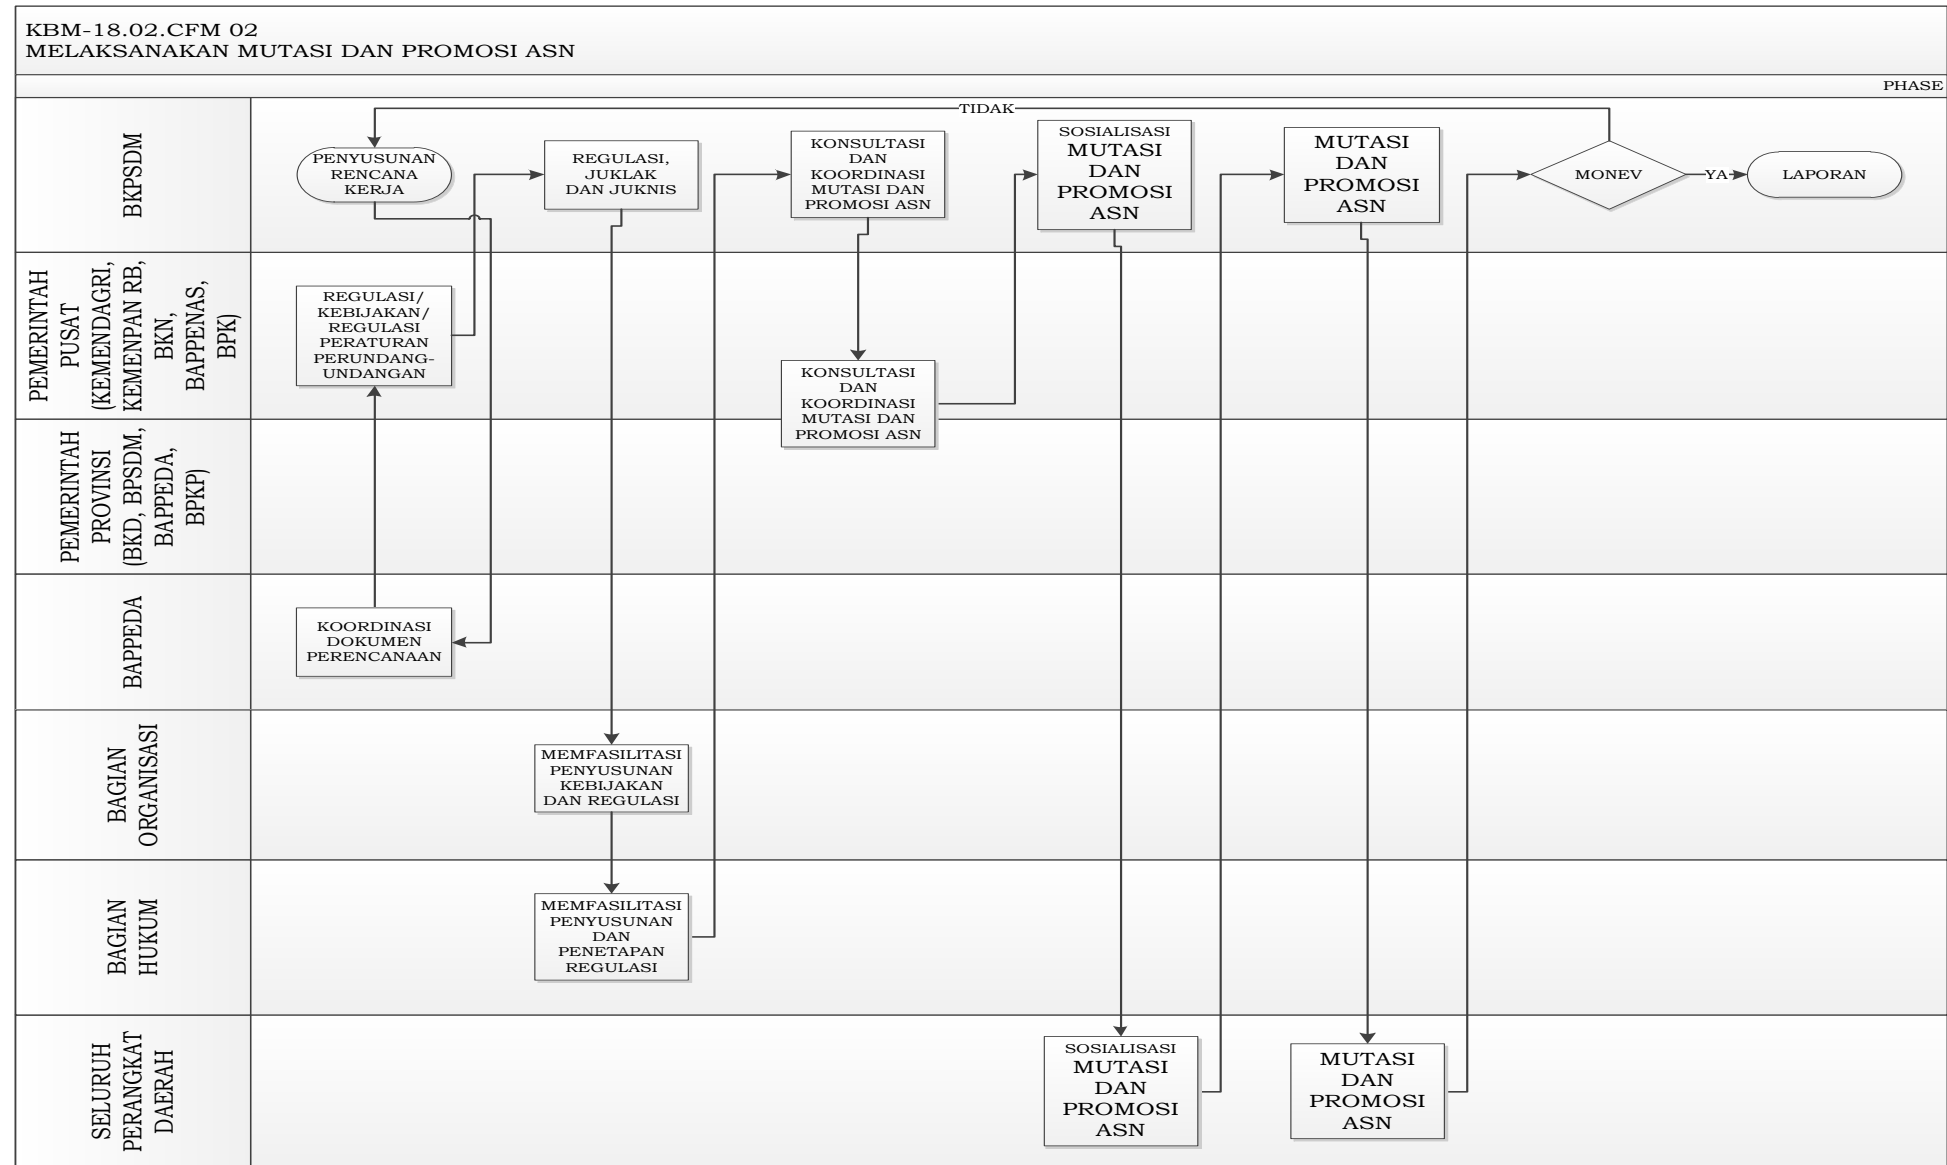 KBM-18.02.CFM 02
MELAKSANAKAN MUTASI DAN PROMOSI ASN
PHASE
BKPSDM
TIDAK
PENYUSUNAN
RENCANA
KERJA
REGULASI,
JUKLAK
DAN JUKNIS
KONSULTASI
DAN
KOORDINASI
MUTASI DAN
PROMOSI ASN
SOSIALISASI
MUTASI
DAN
PROMOSI
ASN
MUTASI
DAN
PROMOSI
ASN
MONEV
YA
LAPORAN
PEMERINTAH
PUSAT
(KEMENDAGRI,
KEMENPAN RB,
BKN,
BAPPENAS,
BPK)
REGULASI/
KEBIJAKAN/
REGULASI
PERATURAN
PERUNDANG-
UNDANGAN
KONSULTASI
DAN
KOORDINASI
MUTASI DAN
PROMOSI ASN
PEMERINTAH
PROVINSI
(BKD, BPSDM,
BAPPEDA,
BPKP)
BAPPEDA
KOORDINASI
DOKUMEN
PERENCANAAN
BAGIAN
ORGANISASI
MEMFASILITASI
PENYUSUNAN
KEBIJAKAN
DAN REGULASI
BAGIAN
HUKUM
MEMFASILITASI
PENYUSUNAN
DAN
PENETAPAN
REGULASI
SELURUH
PERANGKAT
DAERAH
SOSIALISASI
MUTASI
DAN
PROMOSI
ASN
MUTASI
DAN
PROMOSI
ASN